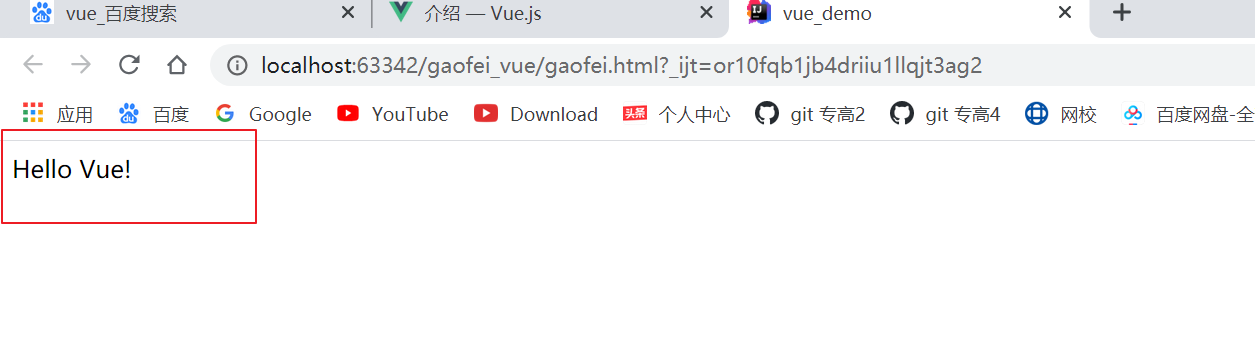 vue_百度搜索 介绍 — Vue.js vue_demo
localhost:63342/gaofei_vue/gaofei.html?_ijt=or10fqb1jb4driiu1llqjt3ag2
应用 百度 Google YouTube Download 头条 个人中心 git 专高2 git 专高4 网校 百度网盘-全
Hello Vue!